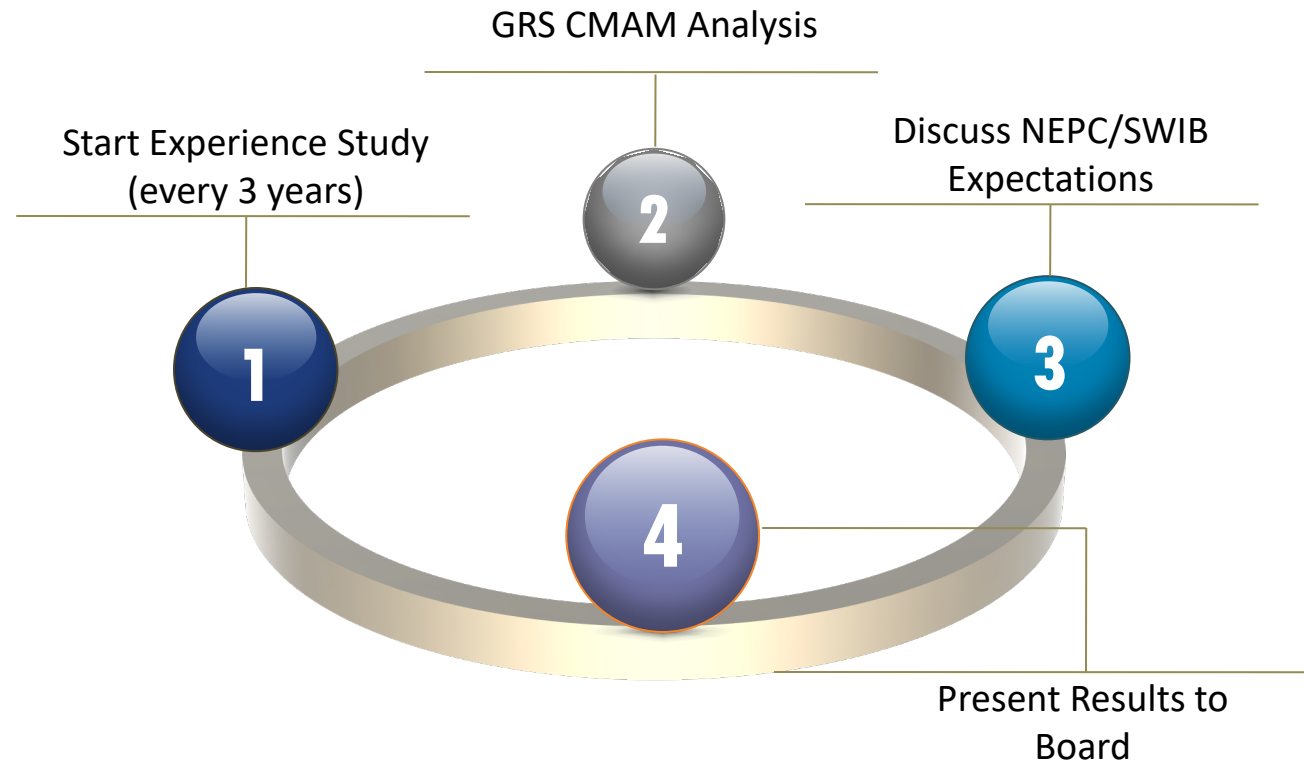 GRS CMAM Analysis
Start Experience Study
(every 3 years)
Discuss NEPC/SWIB
Expectations
2
1
3
4
Present Results to
Board